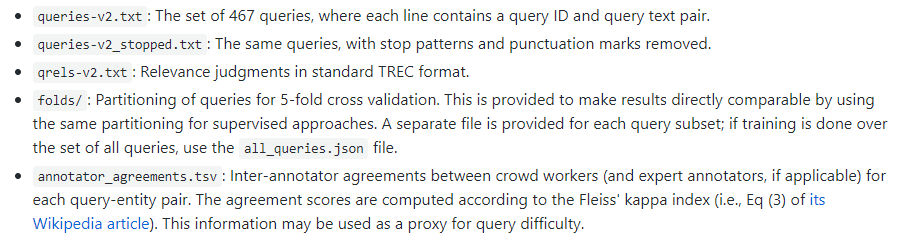 • queries-v2.txt: The set of 467 queries, where each line contains a query ID and query text pair.
• queries-v2_stopped.txt: The same queries, with stop patterns and punctuation marks removed.
• qrels-v2.txt: Relevance judgments in standard TREC format.
• folds/: Partitioning of queries for 5-fold cross validation. This is provided to make results directly comparable by using
the same partitioning for supervised approaches. A separate file is provided for each query subset; if training is done over
the set of all queries, use the all_queries.json file.
• annotator_agreements.tsv: Inter-annotator agreements between crowd workers (and expert annotators, if applicable) for
each query-entity pair. The agreement scores are computed according to the Fleiss' kappa index (i.e., Eq (3) of its
Wikipedia article). This information may be used as a proxy for query difficulty.